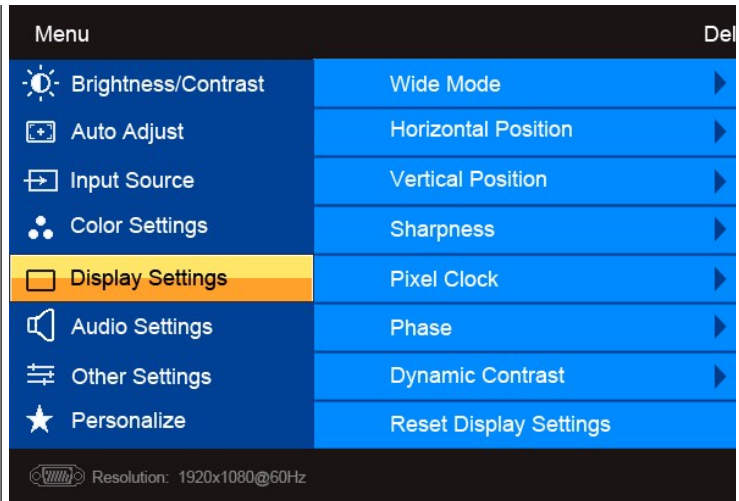 Menu
Del
Brightness/Contrast
Auto Adjust
Input Source
Color Settings
Display Settings
Audio Settings
Other Settings
Personalize
Wide Mode
Horizontal Position
Vertical Position
Sharpness
Pixel Clock
Phase
Dynamic Contrast
Reset Display Settings
Resolution: 1920x1080@60Hz